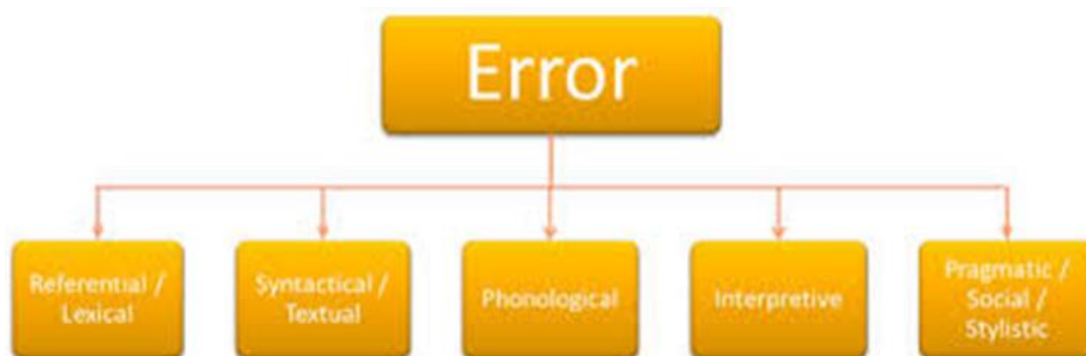 Error
Referential /
Lexical
Syntactical /
Textual
Phonological
Interpretive
Pragmatic /
Social /
Stylistic